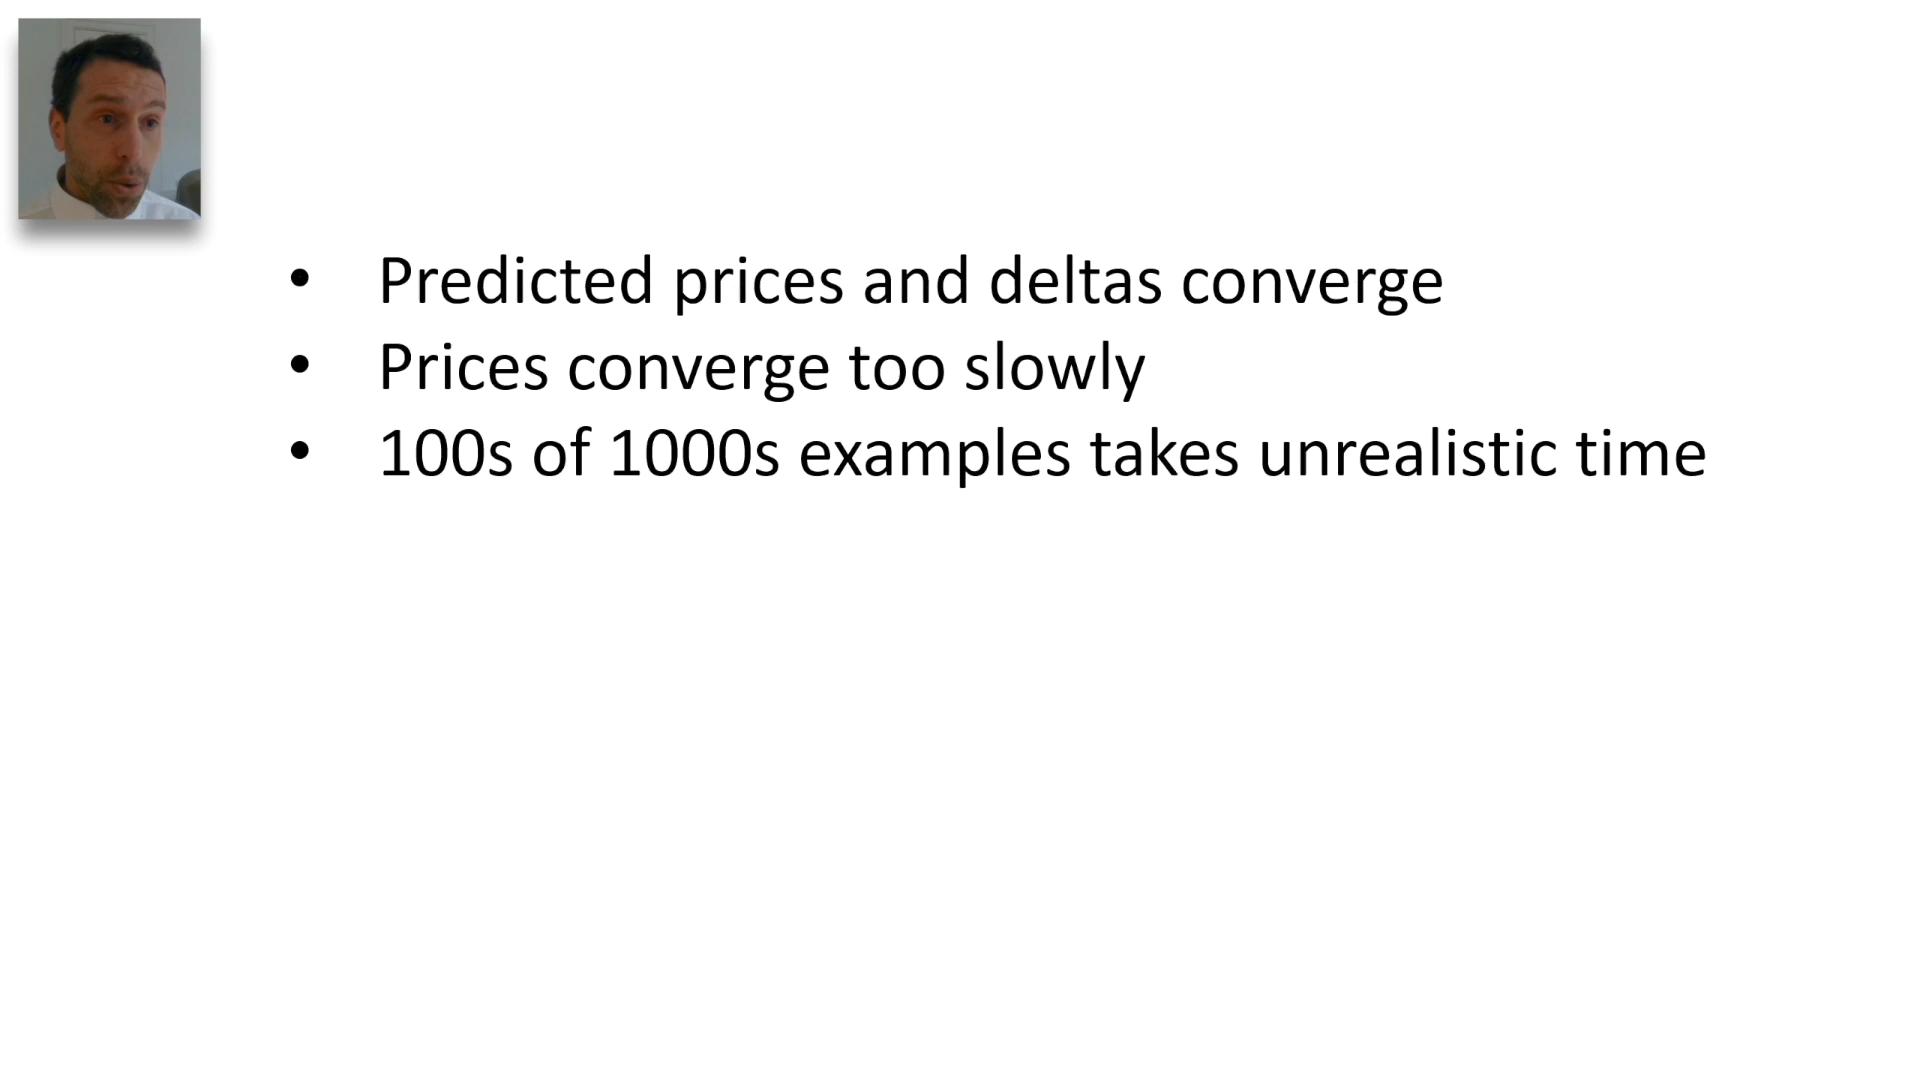 • Predicted prices and deltas converge
• Prices converge too slowly
• 100s of 1000s examples takes unrealistic time